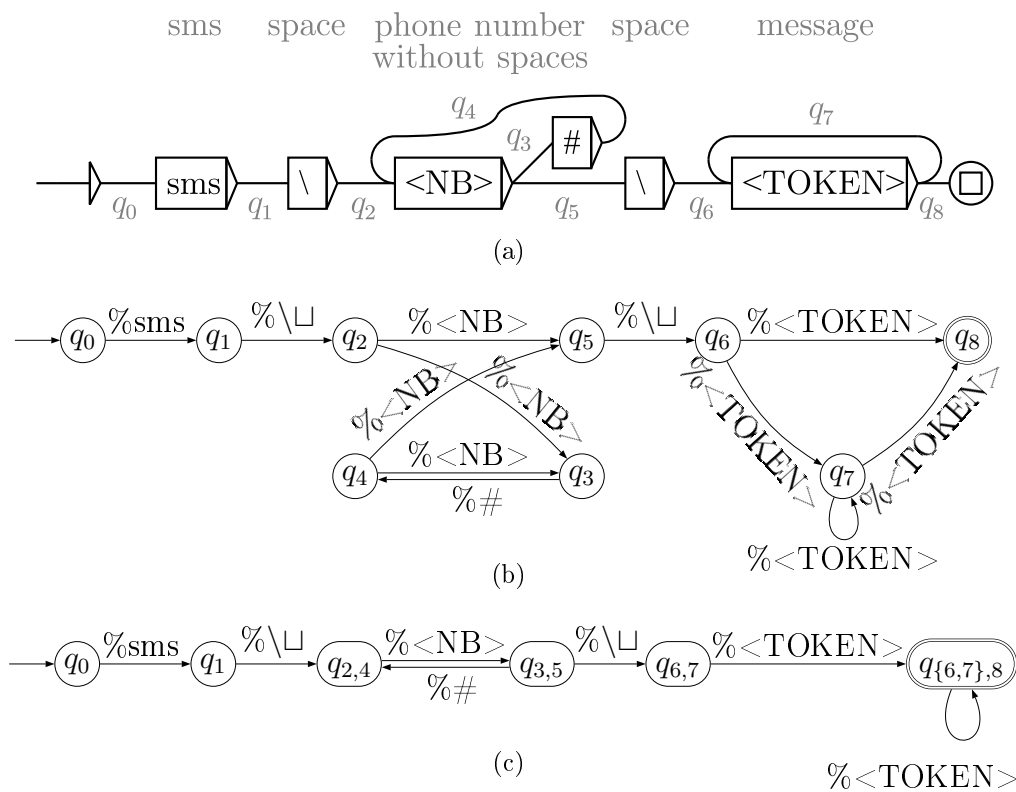 sms space phone number space message
without spaces
q4 q3 # q7
sms \ <NB> \ <TOKEN>
q0 q1 q2 q5 q6 q8
(a)
%sms %\⊔ %<NB> %\⊔ %<TOKEN>
q0 q1 q2 q5 q6 q8
%<NB> %<NB> %<TOKEN> %<TOKEN>
%<NB>
q4 q3 q7
%#
%<TOKEN>
(b)
%sms %\⊔ %<NB> %\⊔ %<TOKEN>
q0 q1 q2,4 q3,5 q6,7 q{6,7},8
%#
(c)
%<TOKEN>